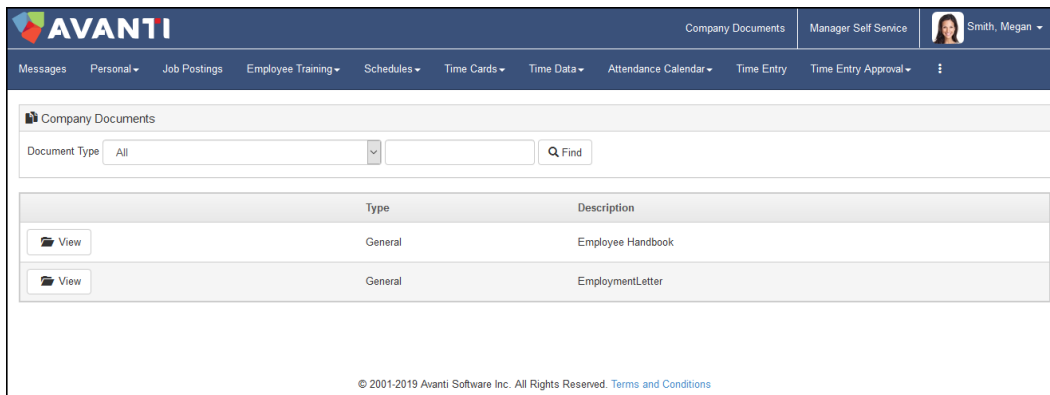 AVANTI Company Documents Manager Self Service Smith, Megan
Messages Personal Job Postings Employee Training Schedules Time Cards Time Data Attendance Calendar Time Entry Time Entry Approval
Company Documents
Document Type All Find
Type Description
View General Employee Handbook
View General EmploymentLetter
© 2001-2019 Avanti Software Inc. All Rights Reserved. Terms and Conditions